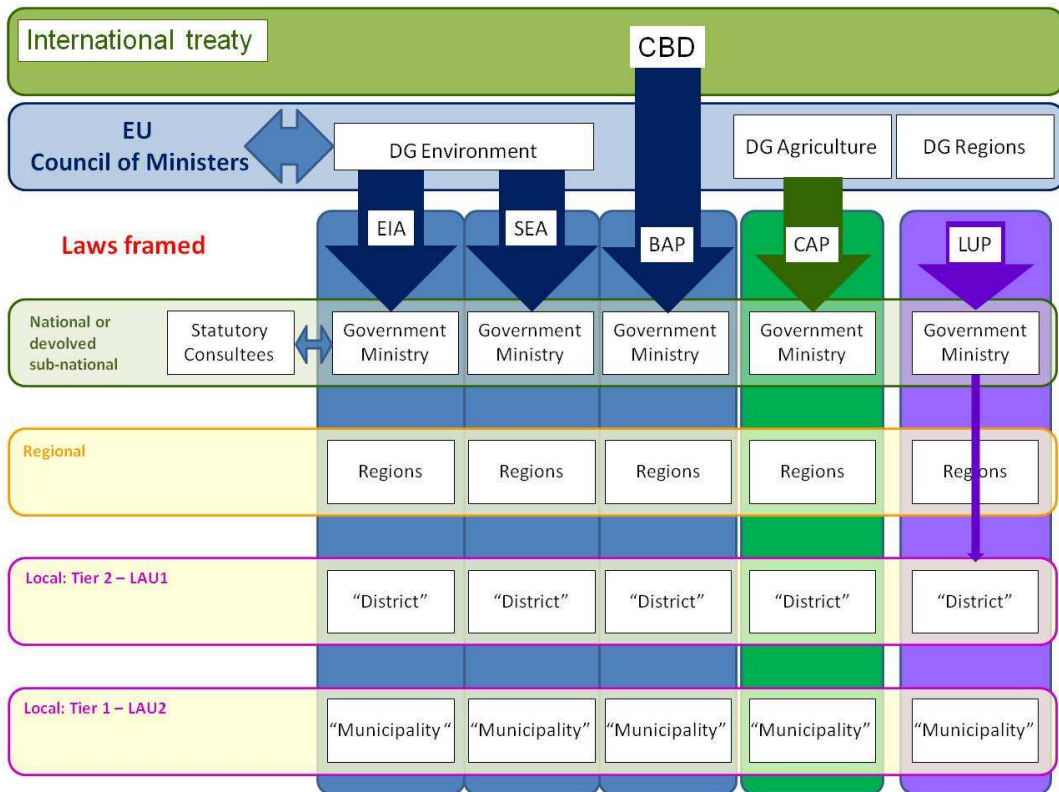 International treaty
CBD
EU
Council of Ministers
DG Environment
DG Agriculture
DG Regions
Laws framed
EIA
SEA
BAP
CAP
LUP
National or
devolved
sub-national
Statutory
Consultees
Government
Ministry
Government
Ministry
Government
Ministry
Government
Ministry
Government
Ministry
Regional
Regions
Regions
Regions
Regions
Regions
Local: Tier 2 – LAU1
“District”
“District”
“District”
“District”
“District”
Local: Tier 1 – LAU2
“Municipality “
“Municipality”
“Municipality”
“Municipality”
“Municipality”